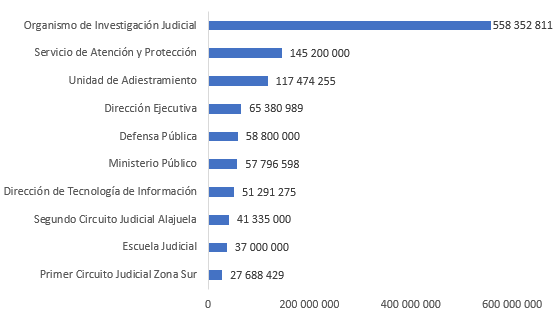 Organismo de Investigación Judicial 558 352 811
Servicio de Atención y Protección 145 200 000
Unidad de Adiestramiento 117 474 255
Dirección Ejecutiva 65 380 989
Defensa Pública 58 800 000
Ministerio Público 57 796 598
Dirección de Tecnología de Información 51 291 275
Segundo Circuito Judicial Alajuela 41 335 000
Escuela Judicial 37 000 000
Primer Circuito Judicial Zona Sur 27 688 429
0 200 000 000 400 000 000 600 000 000